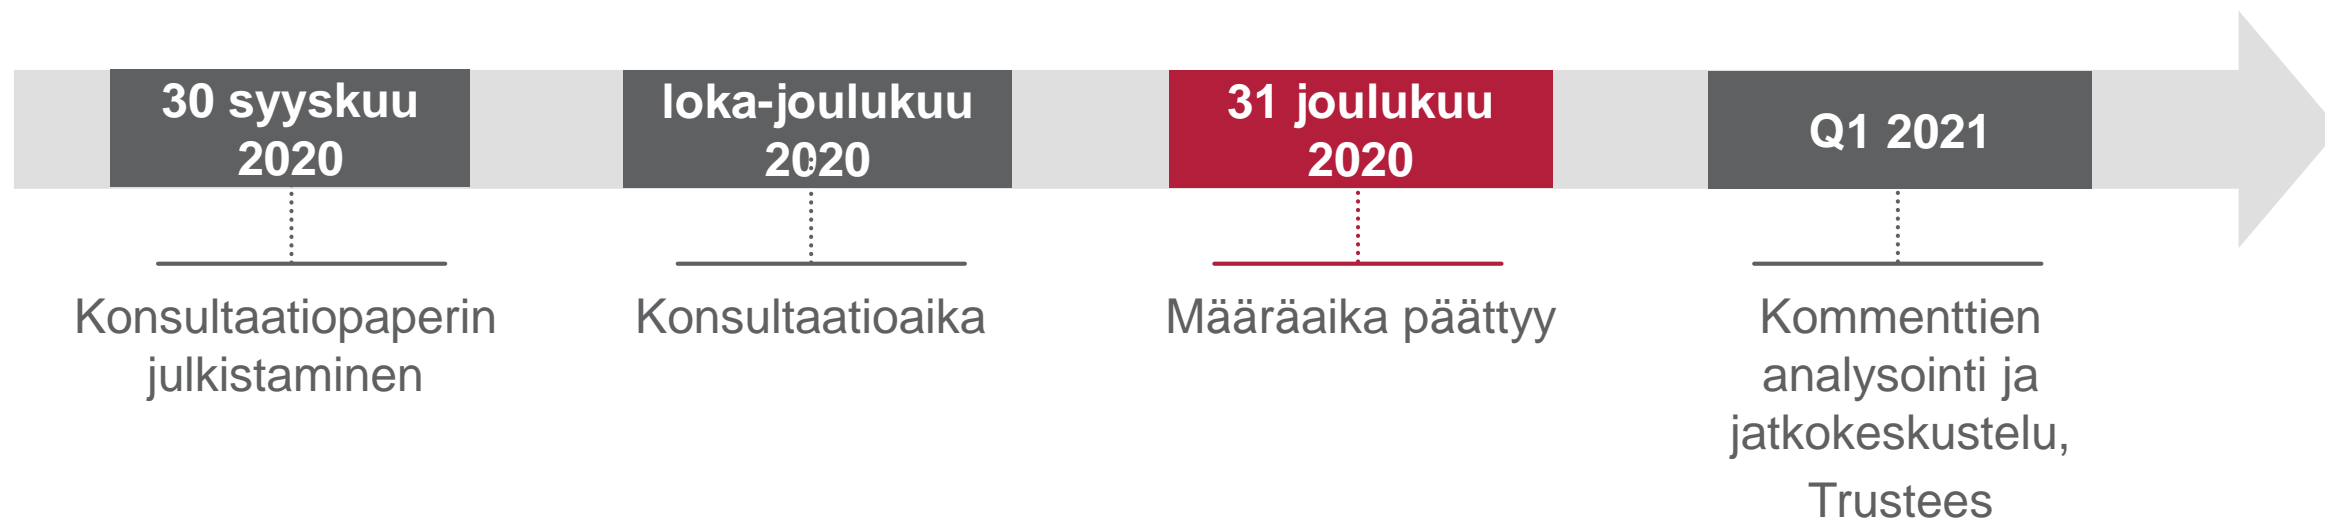 30 syyskuu
2020
Konsultaatiopaperin
julkistaminen
loka-joulukuu
2020
Konsultaatioaika
31 joulukuu
2020
Määräaika päättyy
Q1 2021
Kommenttien
analysointi ja
jatkokeskustelu,
Trustees